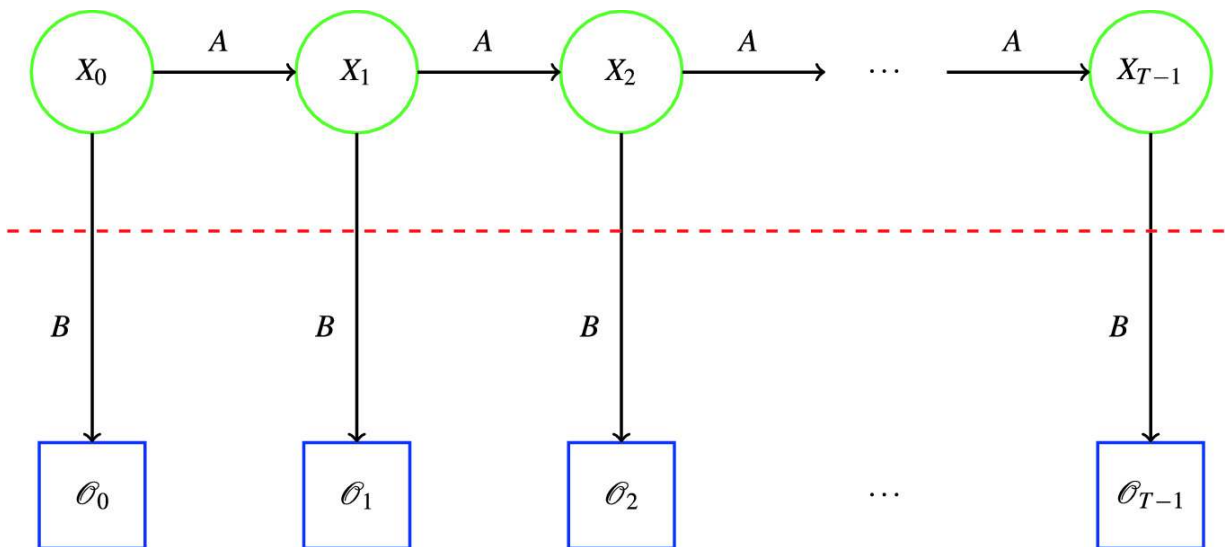 A A A A
X₀ X₁ X₂ ⋯ X_{T−1}
B B B B
𝒪₀ 𝒪₁ 𝒪₂ ⋯ 𝒪_{T−1}